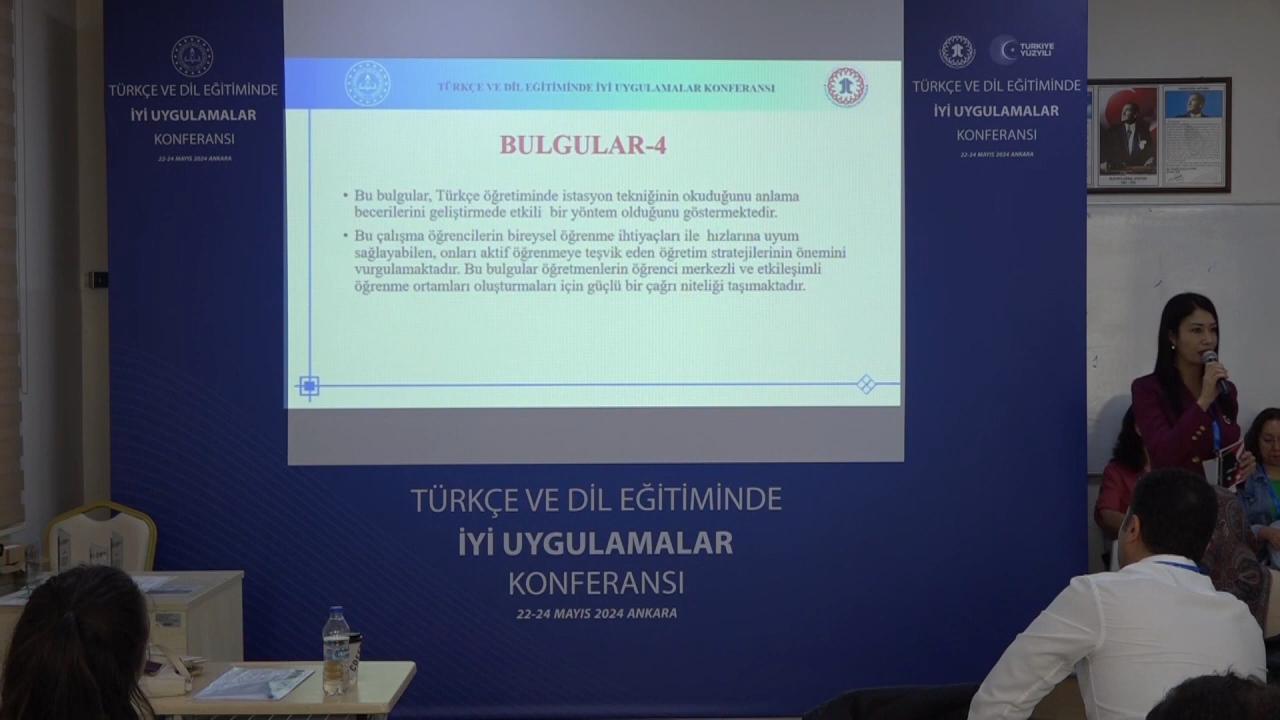 TÜRKÇE VE DİL EĞİTİMİNDE
İYİ UYGULAMALAR
KONFERANSI
22-24 MAYIS 2024 ANKARA
TÜRKÇE VE DİL EĞİTİMİNDE İYİ UYGULAMALAR KONFERANSI
BULGULAR-4
• Bu bulgular, Türkçe öğretiminde istasyon tekniğinin okuduğunu anlama
becerilerini geliştirmede etkili bir yöntem olduğunu göstermektedir.
• Bu çalışma öğrencilerin bireysel öğrenme ihtiyaçları ile hızlarına uyum
sağlayabilen, onları aktif öğrenmeye teşvik eden öğretim stratejilerinin önemini
vurgulamaktadır. Bu bulgular öğretmenlerin öğrenci merkezli ve etkileşimli
öğrenme ortamları oluşturmaları için güçlü bir çağrı niteliği taşımaktadır.
TÜRKİYE
YÜZYILI
TÜRKÇE VE DİL EĞİTİMİNDE
İYİ UYGULAMALAR
KONFERANSI
22-24 MAYIS 2024 ANKARA
TÜRKÇE VE DİL EĞİTİMİNDE
İYİ UYGULAMALAR
KONFERANSI
22-24 MAYIS 2024 ANKARA